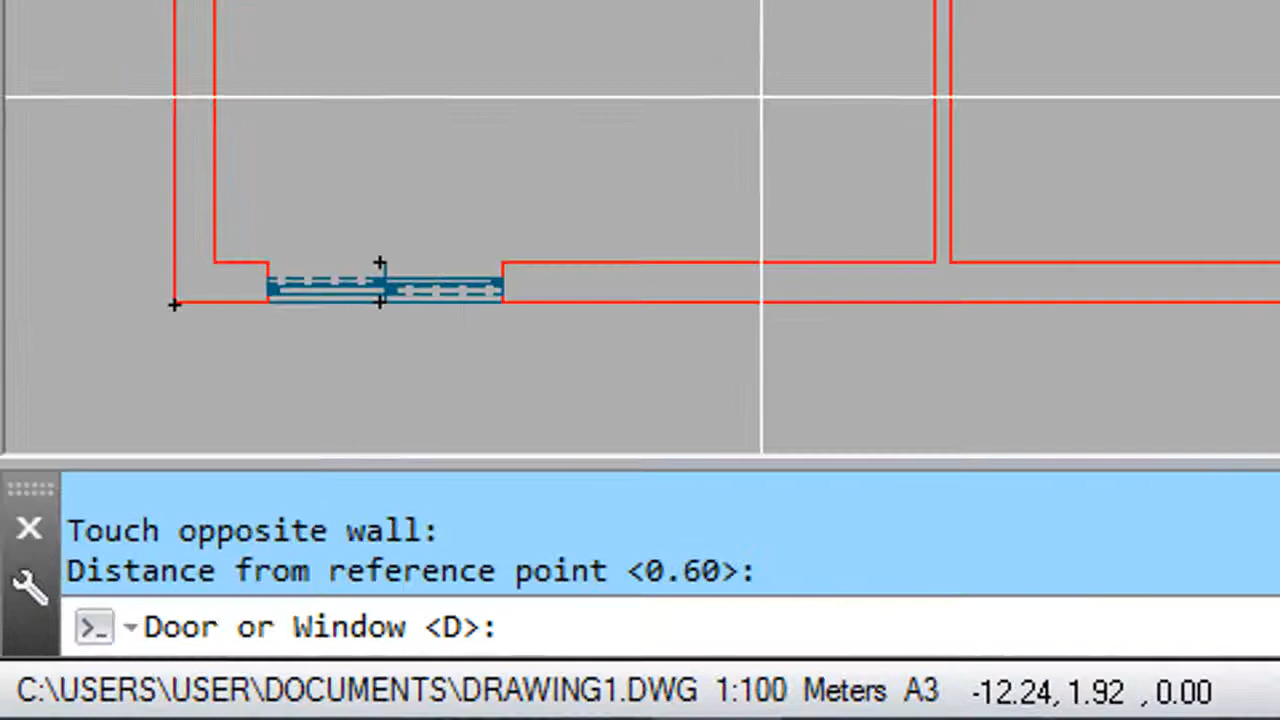 Touch opposite wall:
Distance from reference point <0.60>:
Door or Window <D>:
C:\USERS\USER\DOCUMENTS\DRAWING1.DWG 1:100 Meters A3 -12.24, 1.92 , 0.00